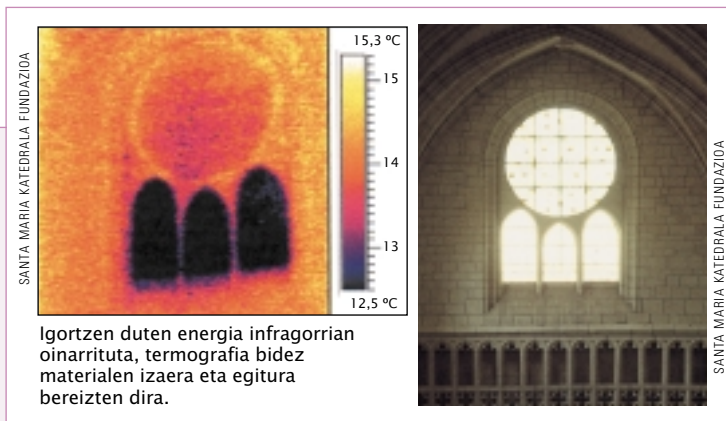 SANTA MARIA KATEDRALA FUNDAZIOA
15,3 ºC
15
14
13
12,5 ºC
Igortzen duten energia infragorrian
oinarrituta, termografia bidez
materialen izaera eta egitura
bereizten dira.
SANTA MARIA KATEDRALA FUNDAZIOA